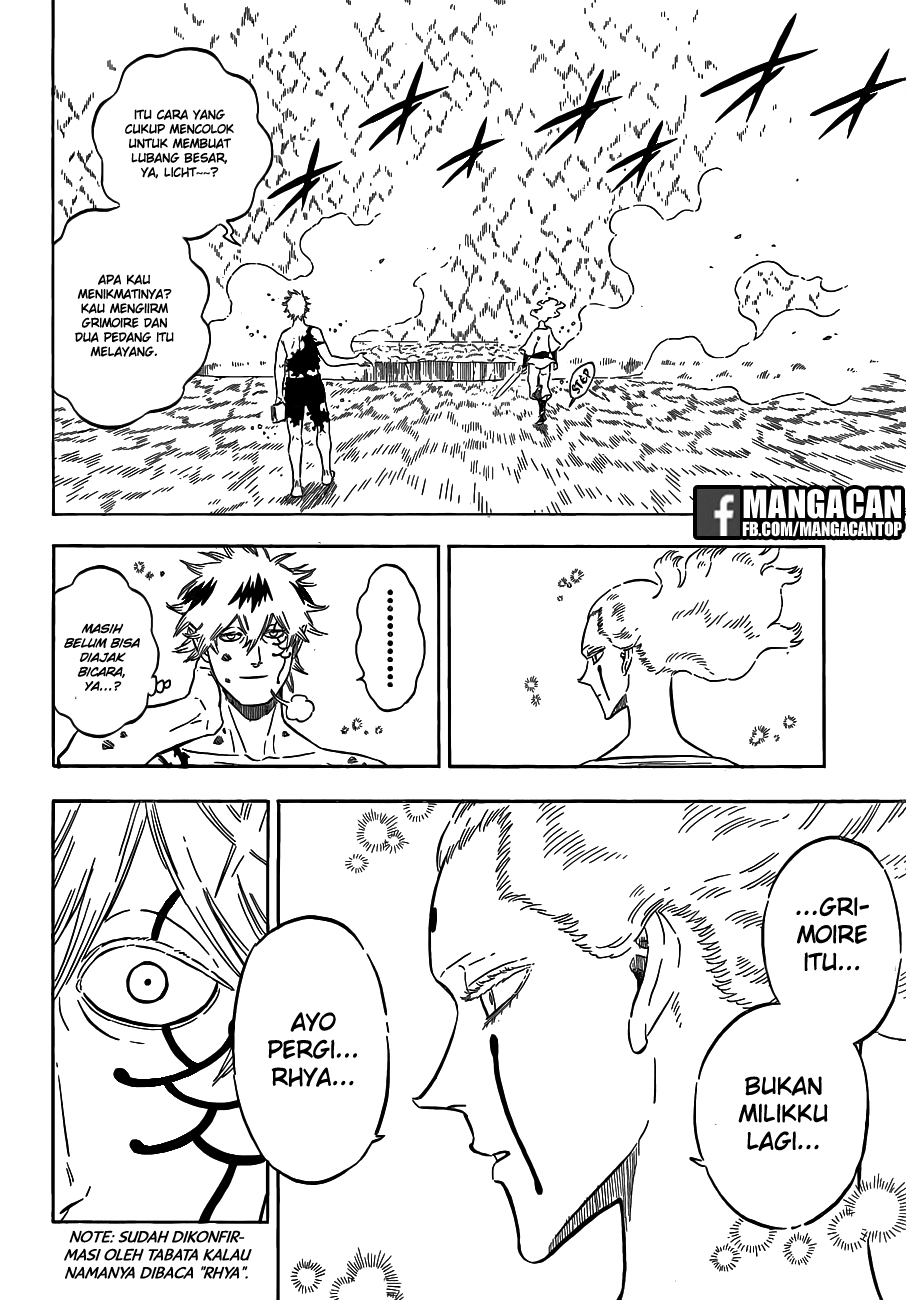 ITU CARA YANG
CUKUP MENCOLOK
UNTUK MEMBUAT
LUBANG BESAR,
YA, LICHT~~?
APA KAU
MENIKMATINYA?
KAU MENGIIRM
GRIMOIRE DAN
DUA PEDANG ITU
MELAYANG.
STEP
MANGACAN
FB.COM/MANGACANTOP
MASIH
BELUM BISA
DIAJAK
BICARA,
YA...?
..........
...GRI-
MOIRE
ITU...
BUKAN
MILIKKU
LAGI...
AYO
PERGI...
RHYA...
NOTE: SUDAH DIKONFIR-
MASI OLEH TABATA KALAU
NAMANYA DIBACA "RHYA".